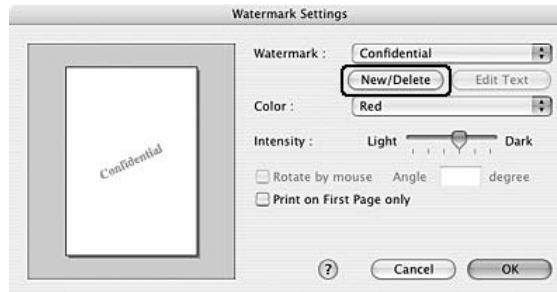 Watermark Settings
Watermark : Confidential
New/Delete Edit Text
Color : Red
Intensity : Light Dark
Confidential
Rotate by mouse Angle degree
Print on First Page only
? Cancel OK